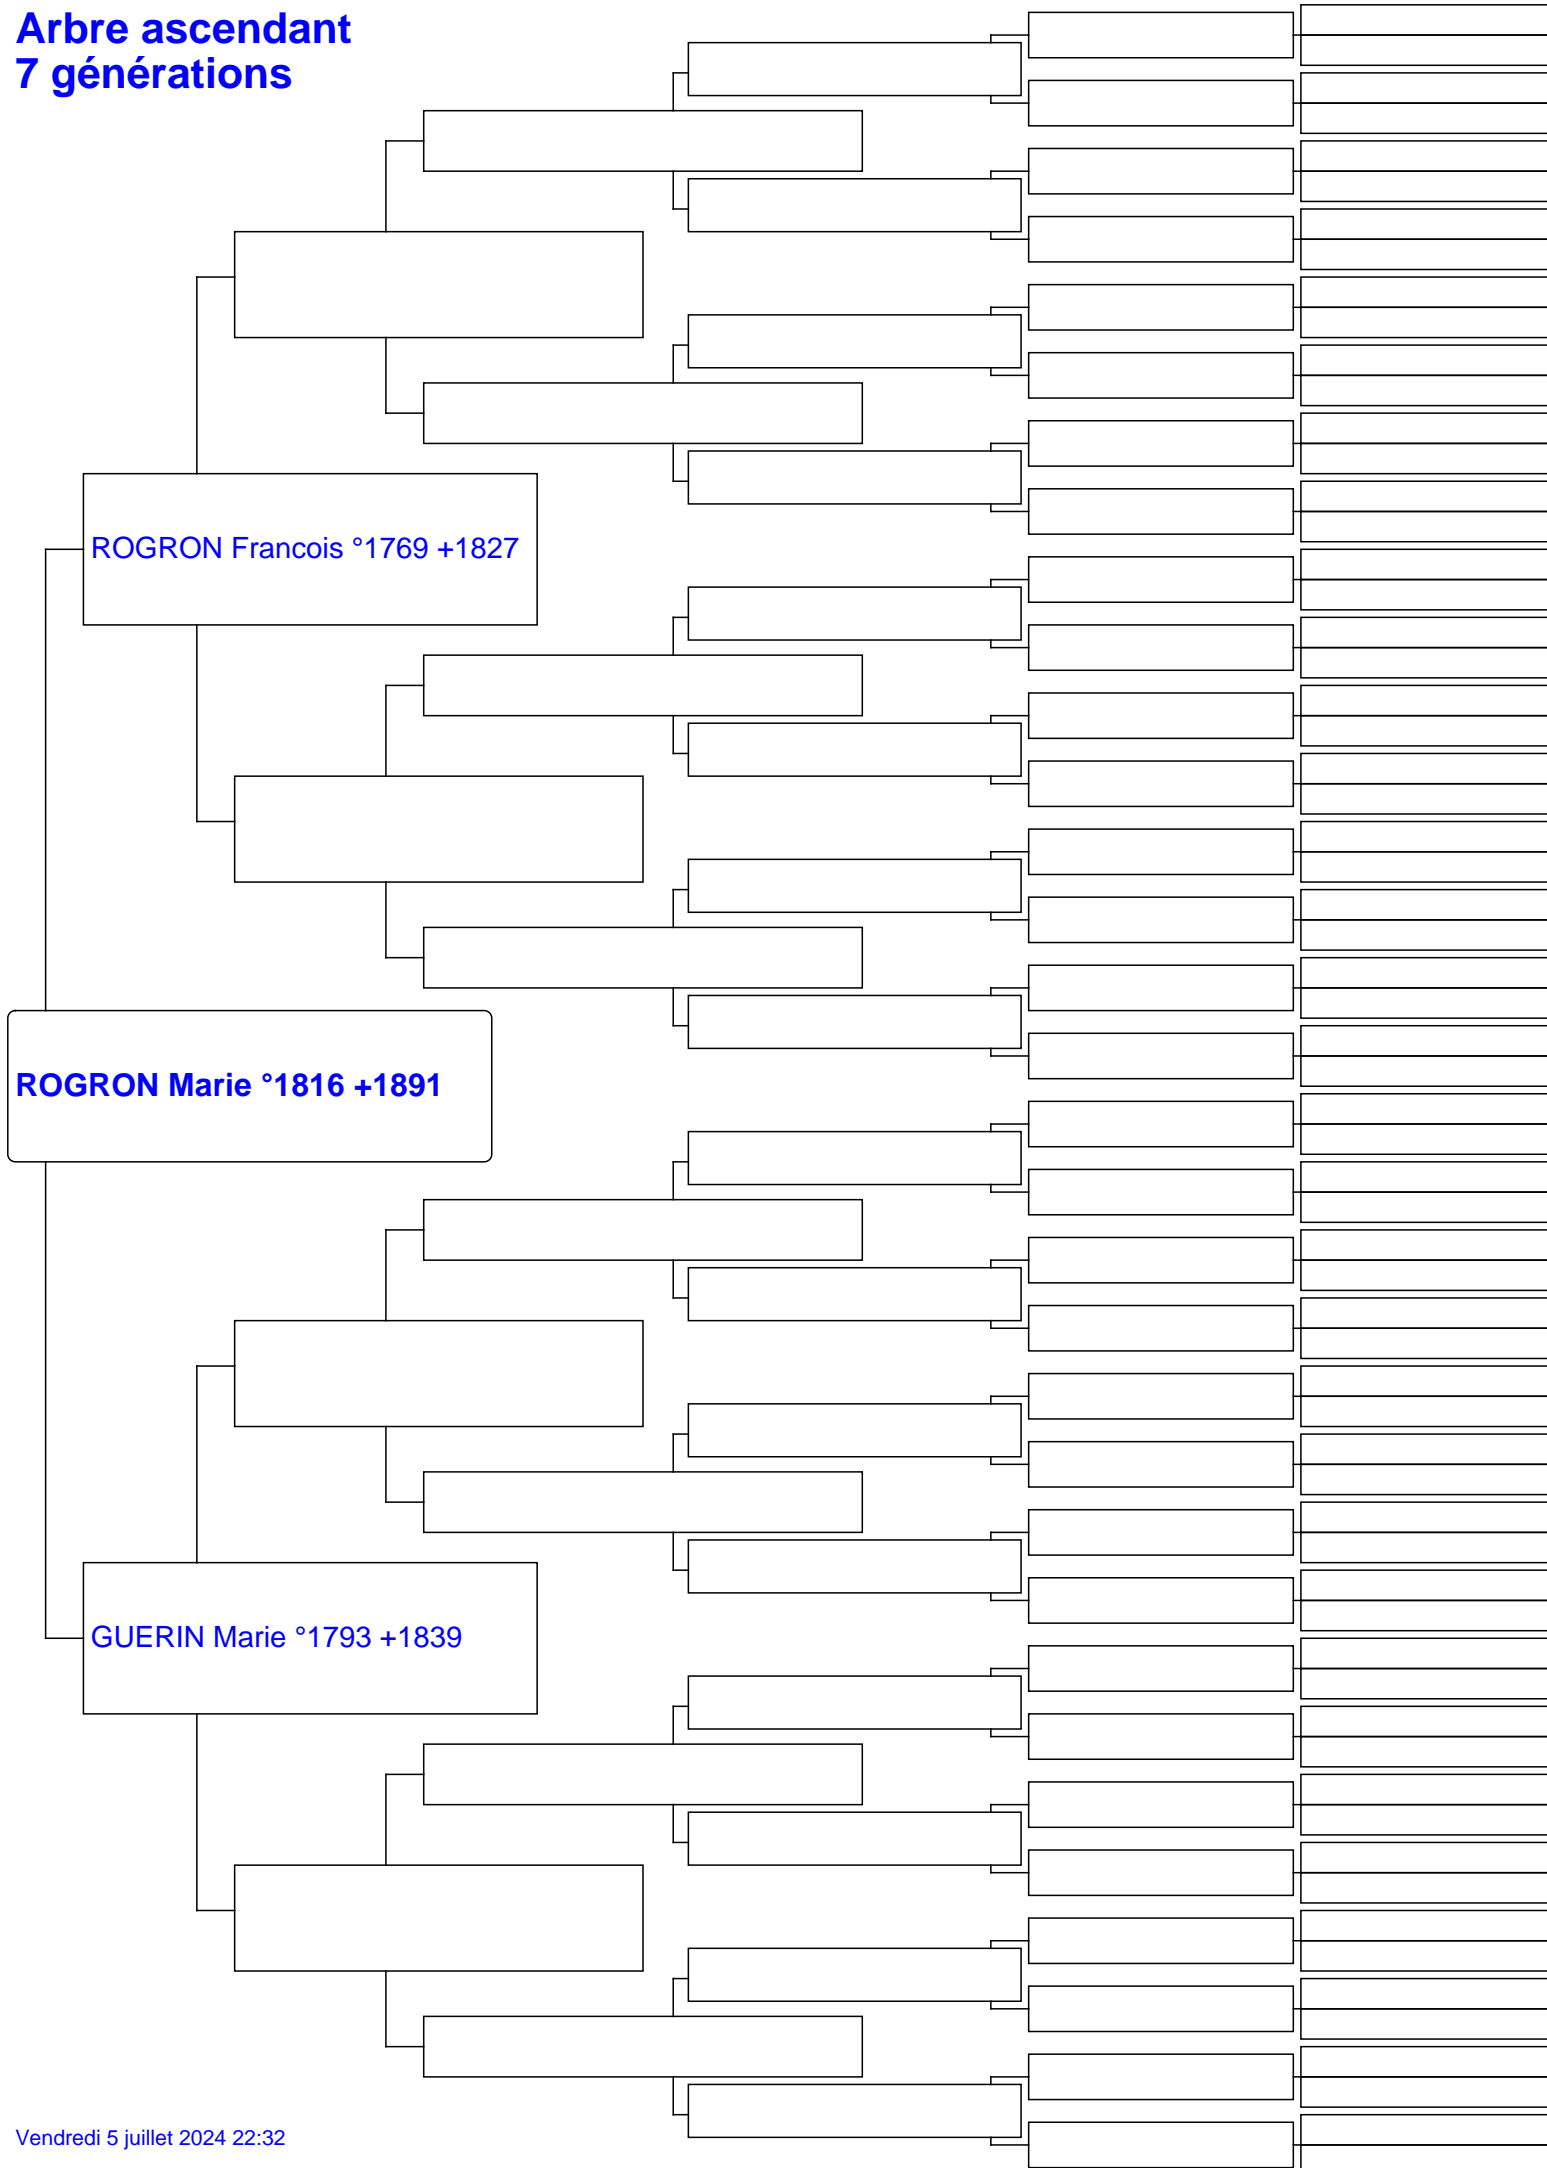 Arbre ascendant
7 générations
ROGRON Francois °1769 +1827
ROGRON Marie °1816 +1891
GUERIN Marie °1793 +1839
Vendredi 5 juillet 2024 22:32